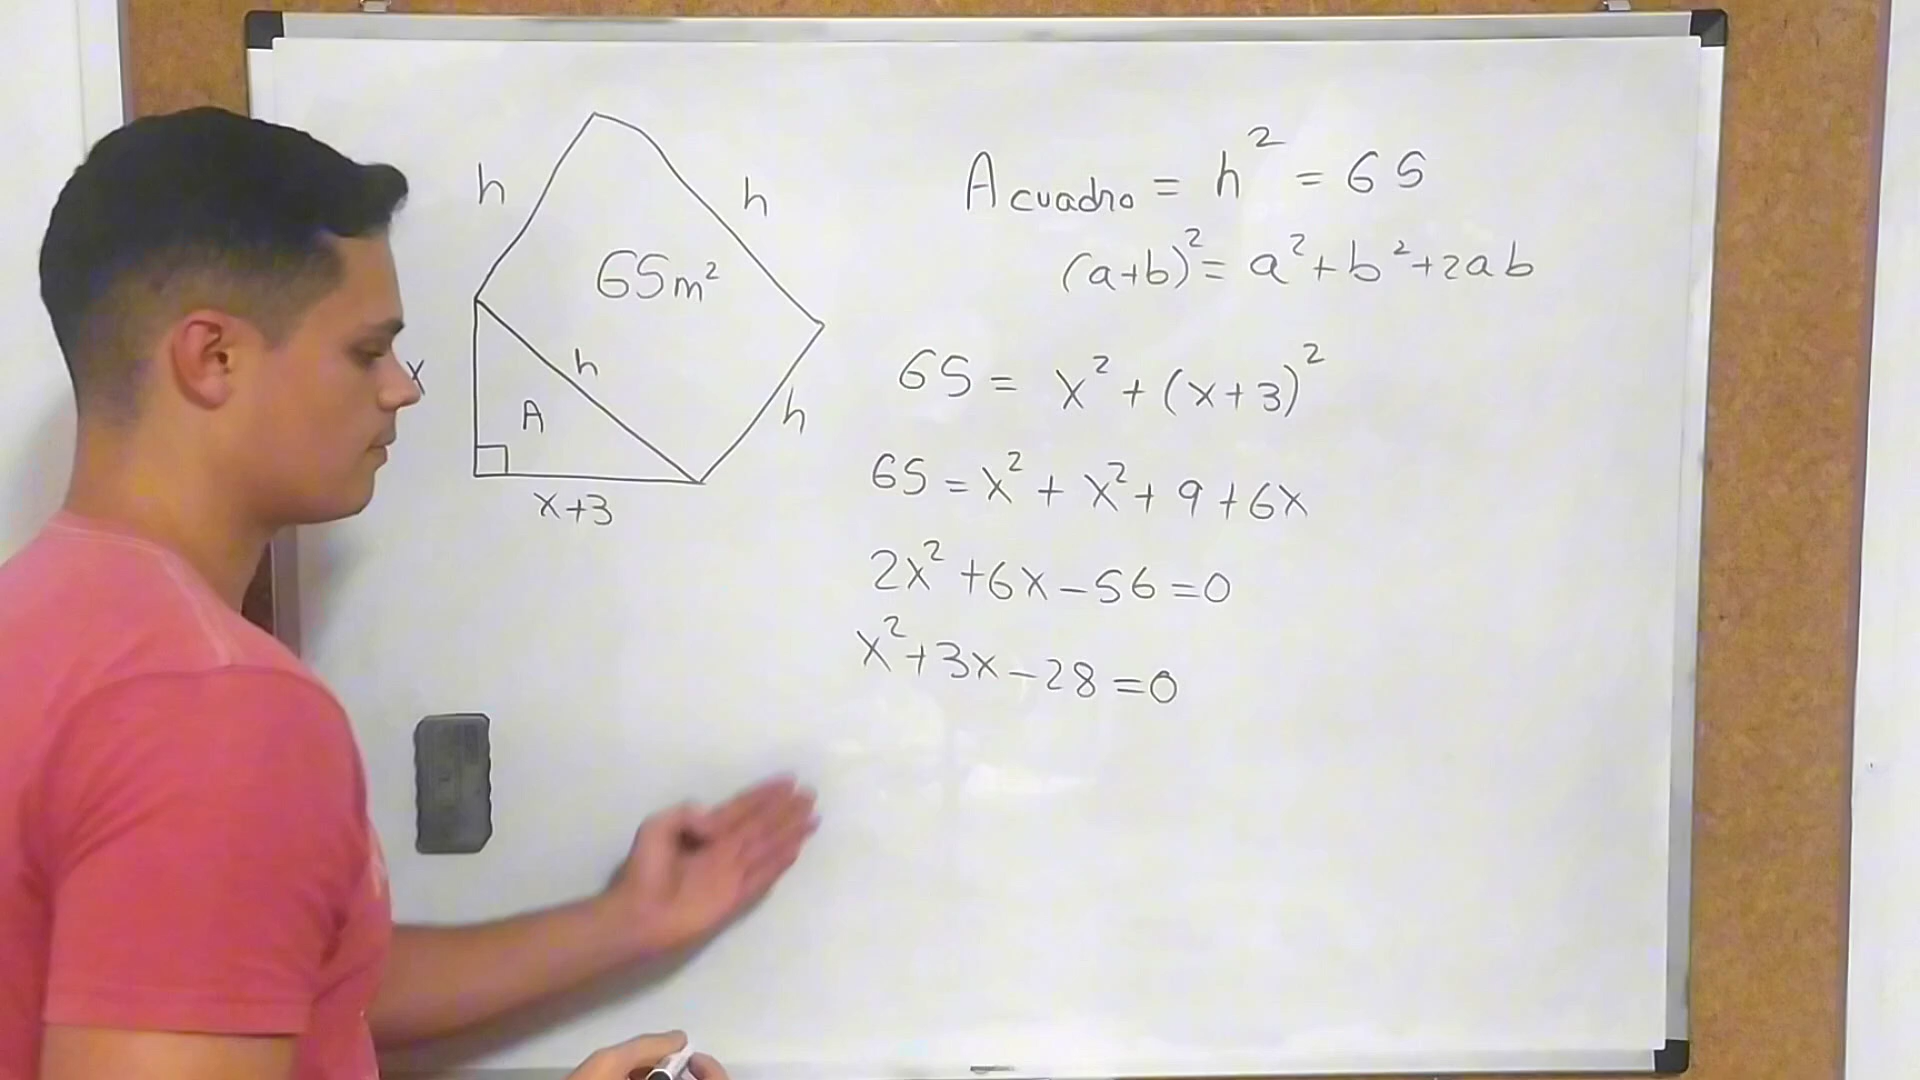 h
h
65m²
h
x
A
h
x+3
A cuadro = h² = 65
(a+b)² = a² + b² + 2ab
65 = x² + (x+3)²
65 = x² + x² + 9 + 6x
2x² + 6x - 56 = 0
x² + 3x - 28 = 0